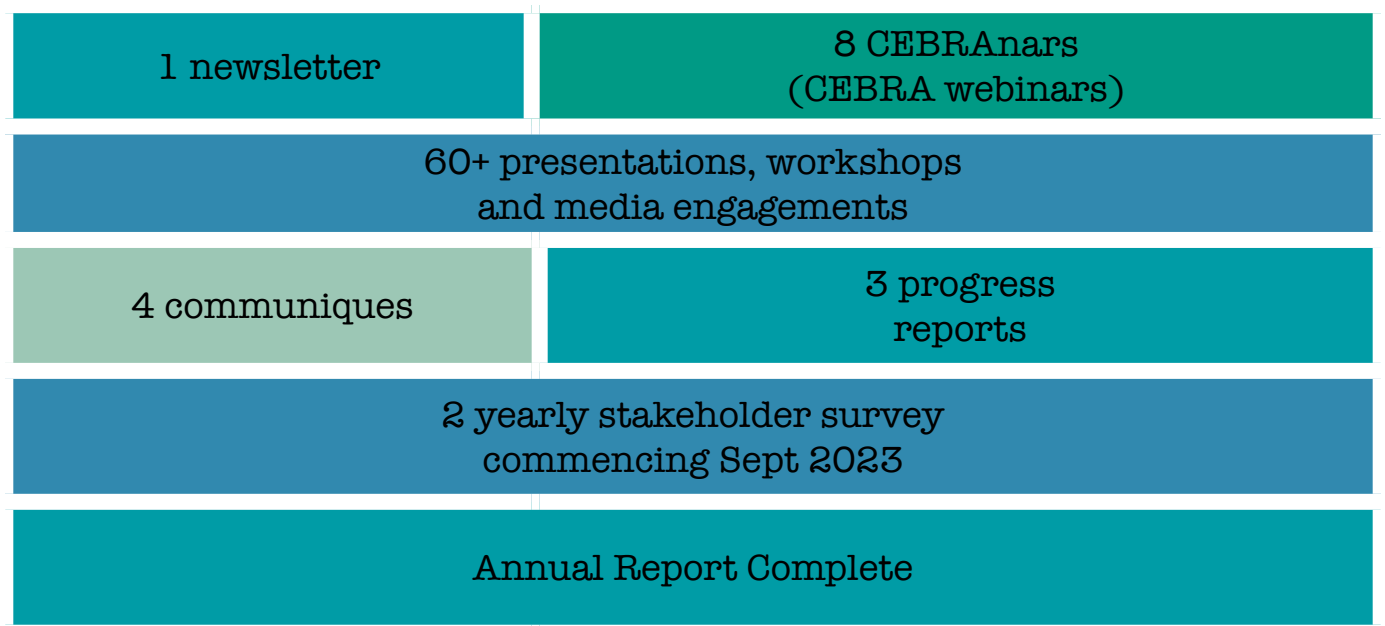 1 newsletter
8 CEBRAnars
(CEBRA webinars)
60+ presentations, workshops
and media engagements
4 communiques
3 progress
reports
2 yearly stakeholder survey
commencing Sept 2023
Annual Report Complete